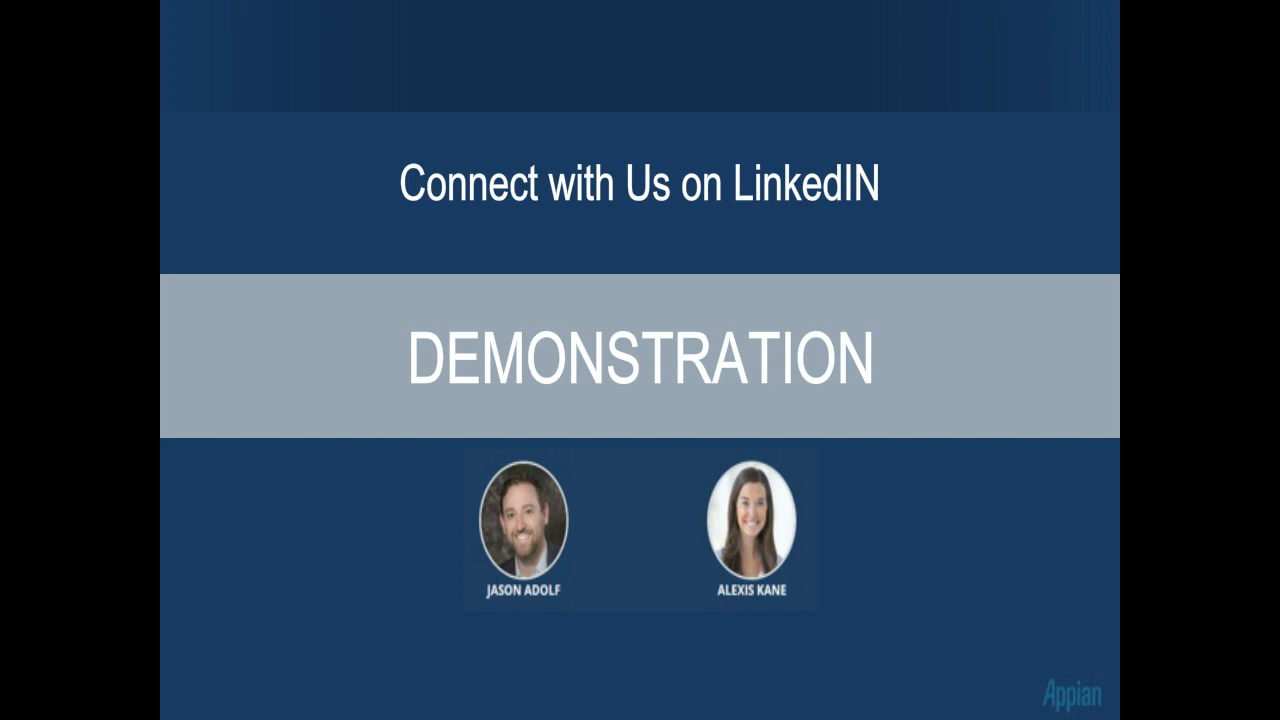 Connect with Us on LinkedIN
DEMONSTRATION
JASON ADOLF
ALEXIS KANE
Appian